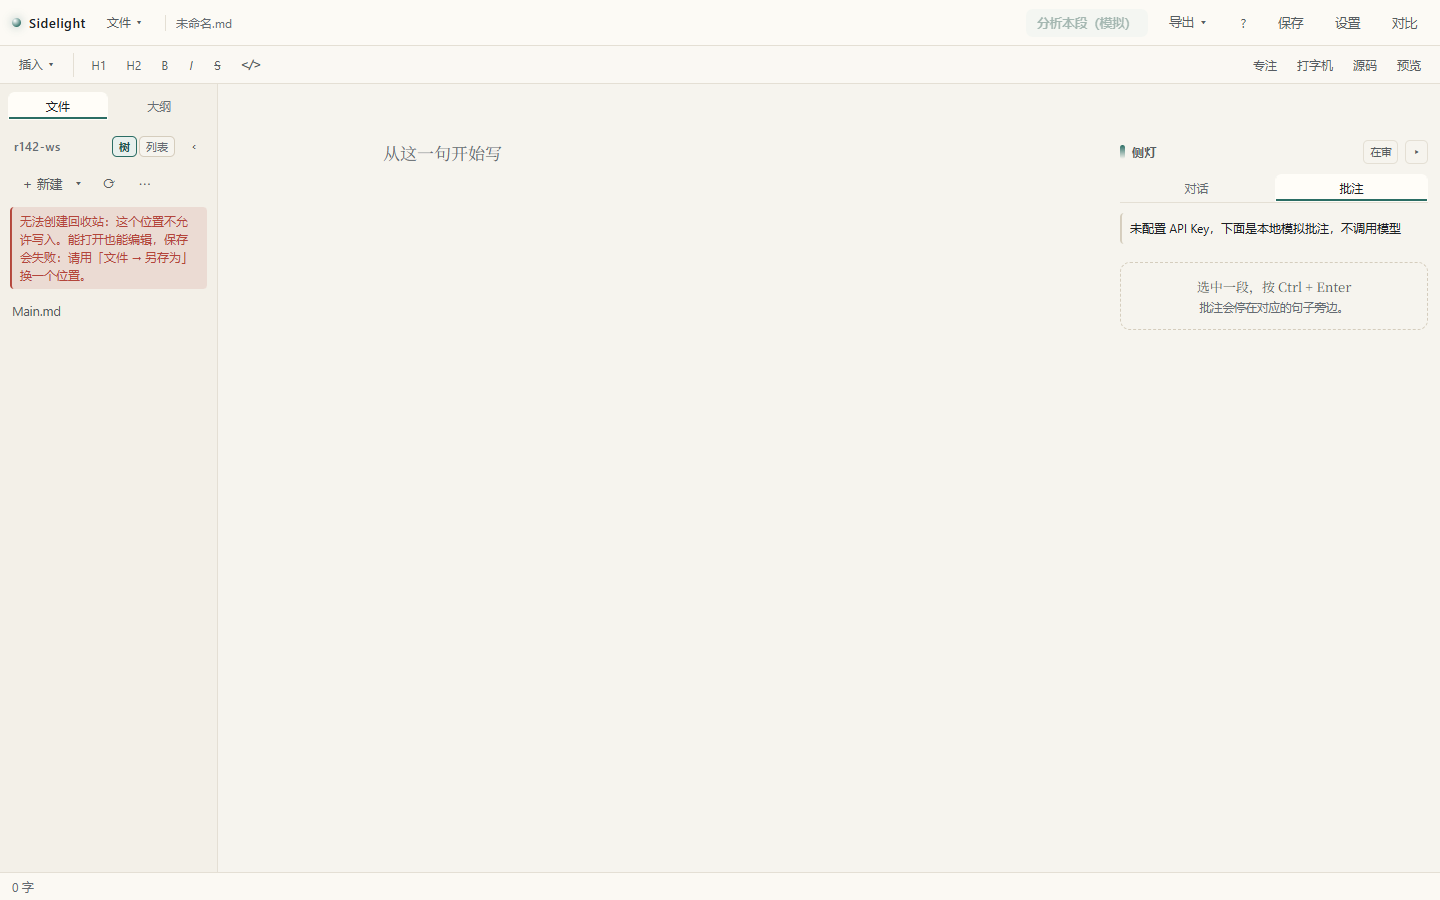 Sidelight 文件 未命名.md 分析本段（模拟） 导出 ? 保存 设置 对比
插入 H1 H2 B I S </> 专注 打字机 源码 预览
文件 大纲
r142-ws 树 列表 ‹
+ 新建 ⟳ ···
无法创建回收站：这个位置不允
许写入。能打开也能编辑，保存
会失败：请用「文件 → 另存为」
换一个位置。
Main.md
从这一句开始写
侧灯 在审
对话 批注
未配置 API Key，下面是本地模拟批注，不调用模型
选中一段，按 Ctrl + Enter
批注会停在对应的句子旁边。
0 字